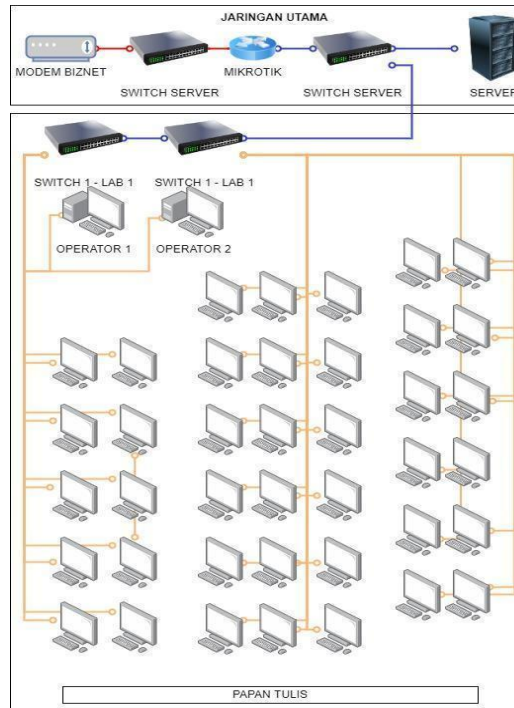 JARINGAN UTAMA
MODEM BIZNET
MIKROTIK
SERVER
SWITCH SERVER
SWITCH SERVER
SWITCH 1 - LAB 1
SWITCH 1 - LAB 1
OPERATOR 1
OPERATOR 2
PAPAN TULIS